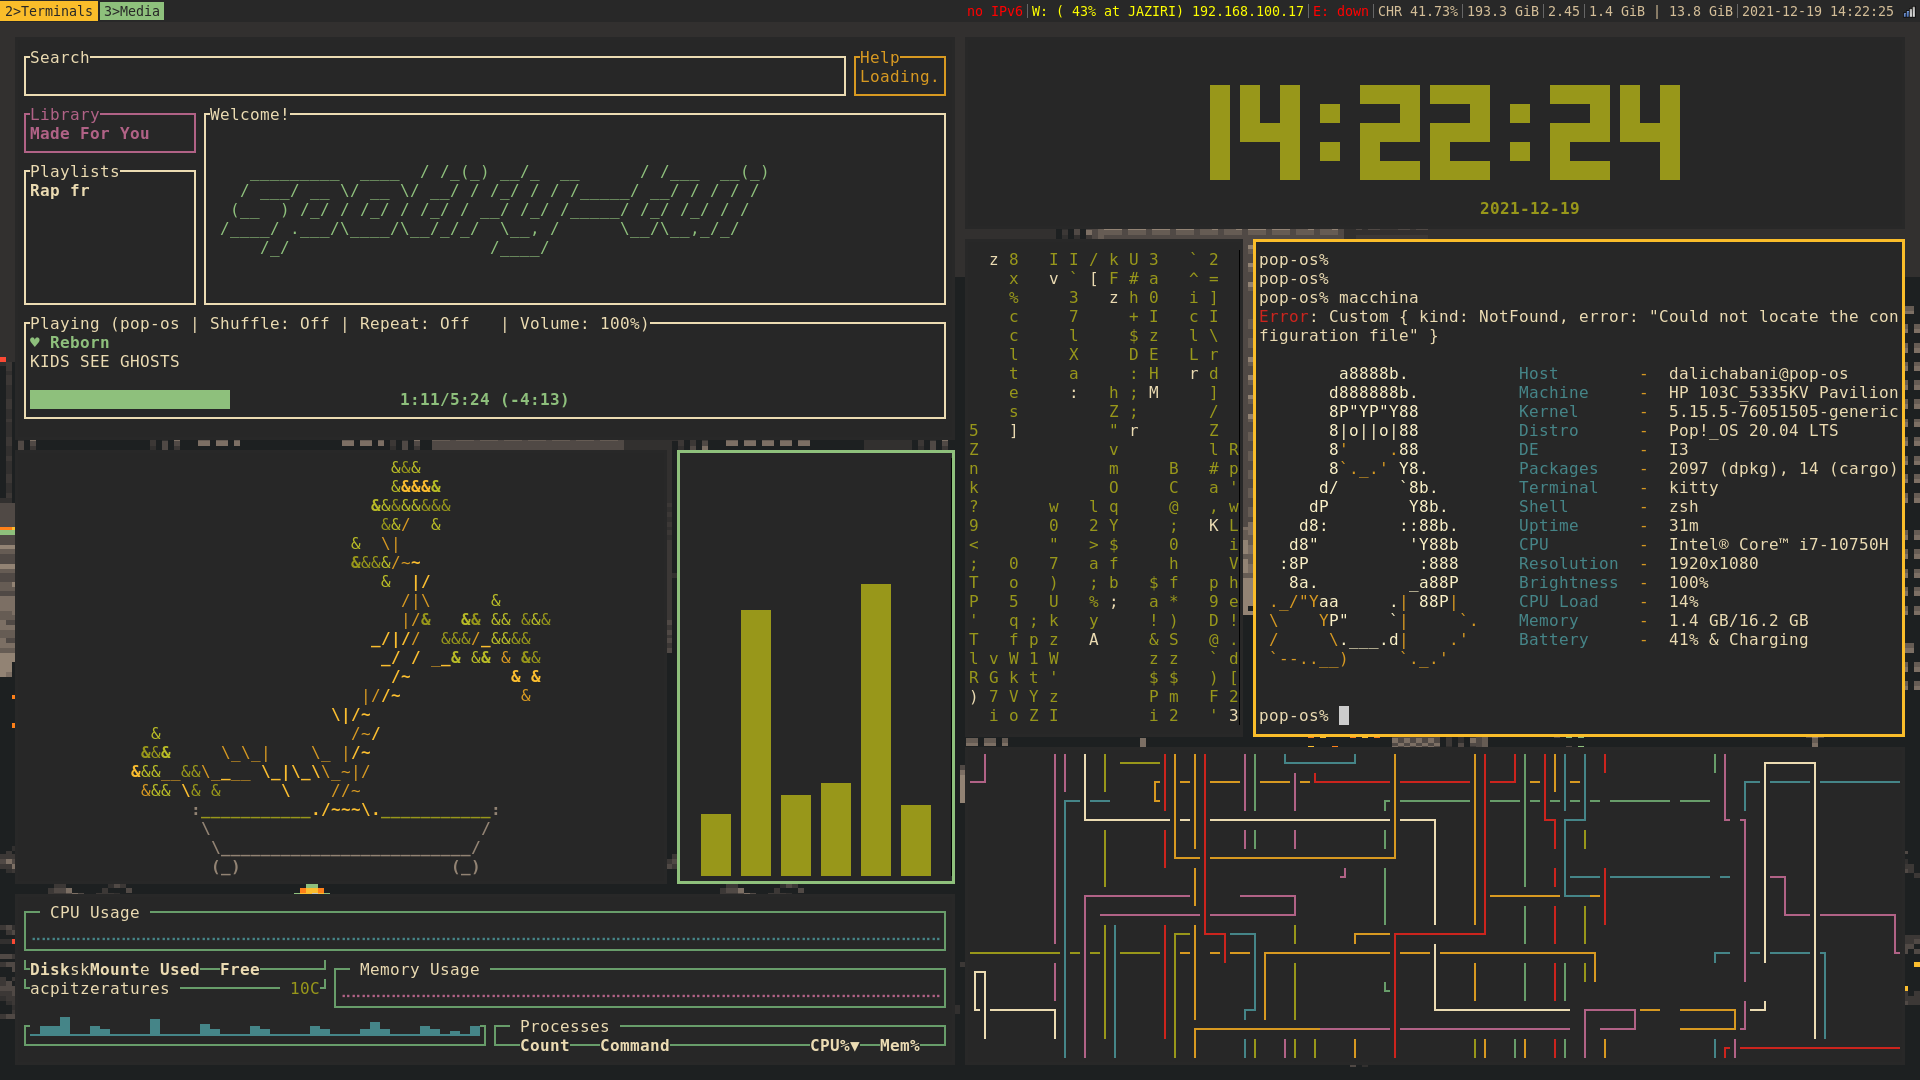 2>Terminals 3>Media
no IPv6|W: ( 43% at JAZIRI) 192.168.100.17|E: down|CHR 41.73%|193.3 GiB|2.45|1.4 GiB | 13.8 GiB|2021-12-19 14:22:25
Search
Help
Loading.
Library
Made For You
Welcome!
Playlists
Rap fr
Playing (pop-os | Shuffle: Off | Repeat: Off | Volume: 100%)
♥ Reborn
KIDS SEE GHOSTS
1:11/5:24 (-4:13)
14:22:24
2021-12-19
pop-os%
pop-os%
pop-os% macchina
Error: Custom { kind: NotFound, error: "Could not locate the con
figuration file" }
Host - dalichabani@pop-os
Machine - HP 103C_5335KV Pavilion
Kernel - 5.15.5-76051505-generic
Distro - Pop!_OS 20.04 LTS
DE - I3
Packages - 2097 (dpkg), 14 (cargo)
Terminal - kitty
Shell - zsh
Uptime - 31m
CPU - Intel® Core™ i7-10750H
Resolution - 1920x1080
Brightness - 100%
CPU Load - 14%
Memory - 1.4 GB/16.2 GB
Battery - 41% & Charging
pop-os%
CPU Usage
DiskskMounte Used Free
acpitzeratures 10C
Memory Usage
Processes
Count Command CPU%▼ Mem%